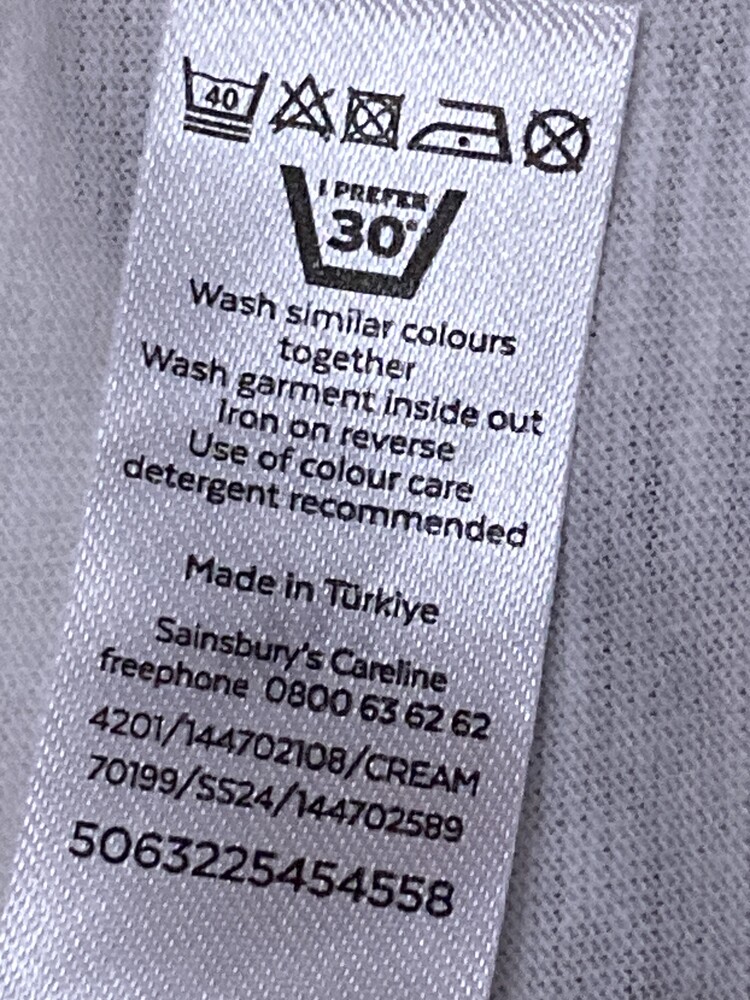 40
I PREFER
30°
Wash similar colours
together
Wash garment inside out
Iron on reverse
Use of colour care
detergent recommended
Made in Türkiye
Sainsbury's Careline
freephone 0800 63 62 62
4201/144702108/CREAM
70199/SS24/144702589
5063225454558